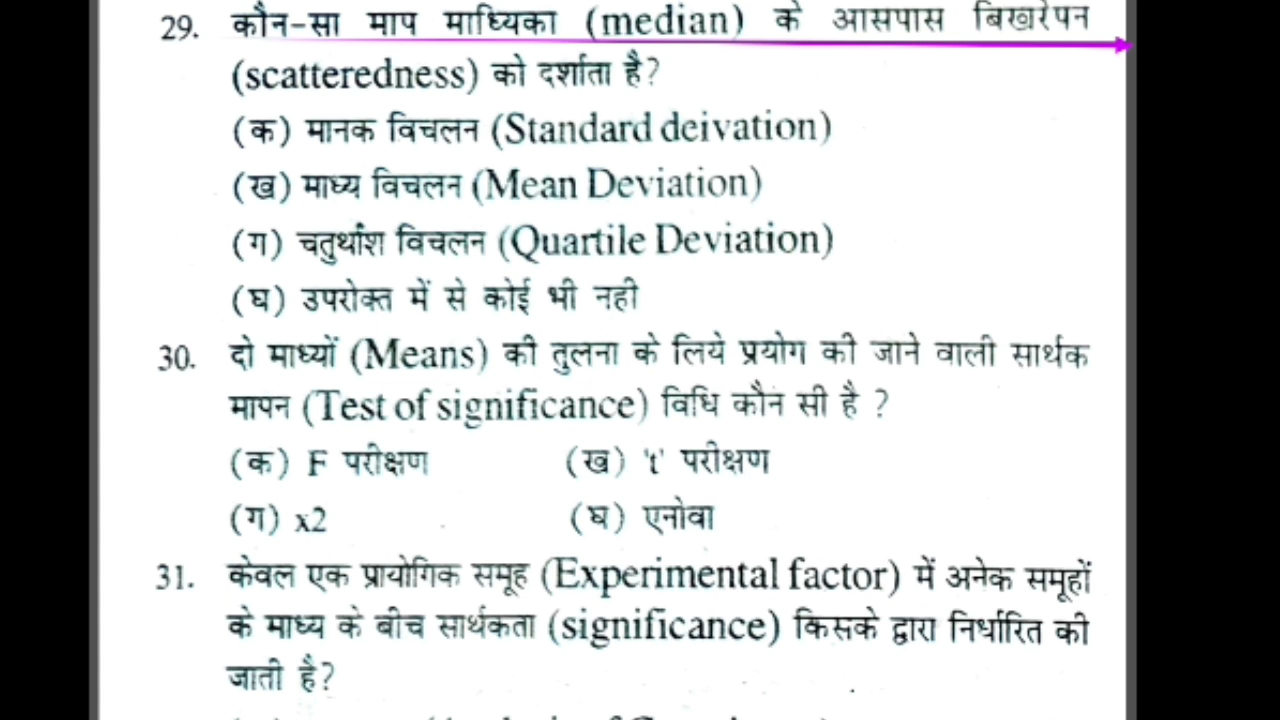 29. कौन-सा माप माध्यिका (median) के आसपास बिखरेपन
(scatteredness) को दर्शाता है?
(क) मानक विचलन (Standard deivation)
(ख) माध्य विचलन (Mean Deviation)
(ग) चतुर्थांश विचलन (Quartile Deviation)
(घ) उपरोक्त में से कोई भी नही
30. दो माध्यों (Means) की तुलना के लिये प्रयोग की जाने वाली सार्थक
मापन (Test of significance) विधि कौन सी है ?
(क) F परीक्षण (ख) 't' परीक्षण
(ग) x2 (घ) एनोवा
31. केवल एक प्रायोगिक समूह (Experimental factor) में अनेक समूहों
के माध्य के बीच सार्थकता (significance) किसके द्वारा निर्धारित की
जाती है?